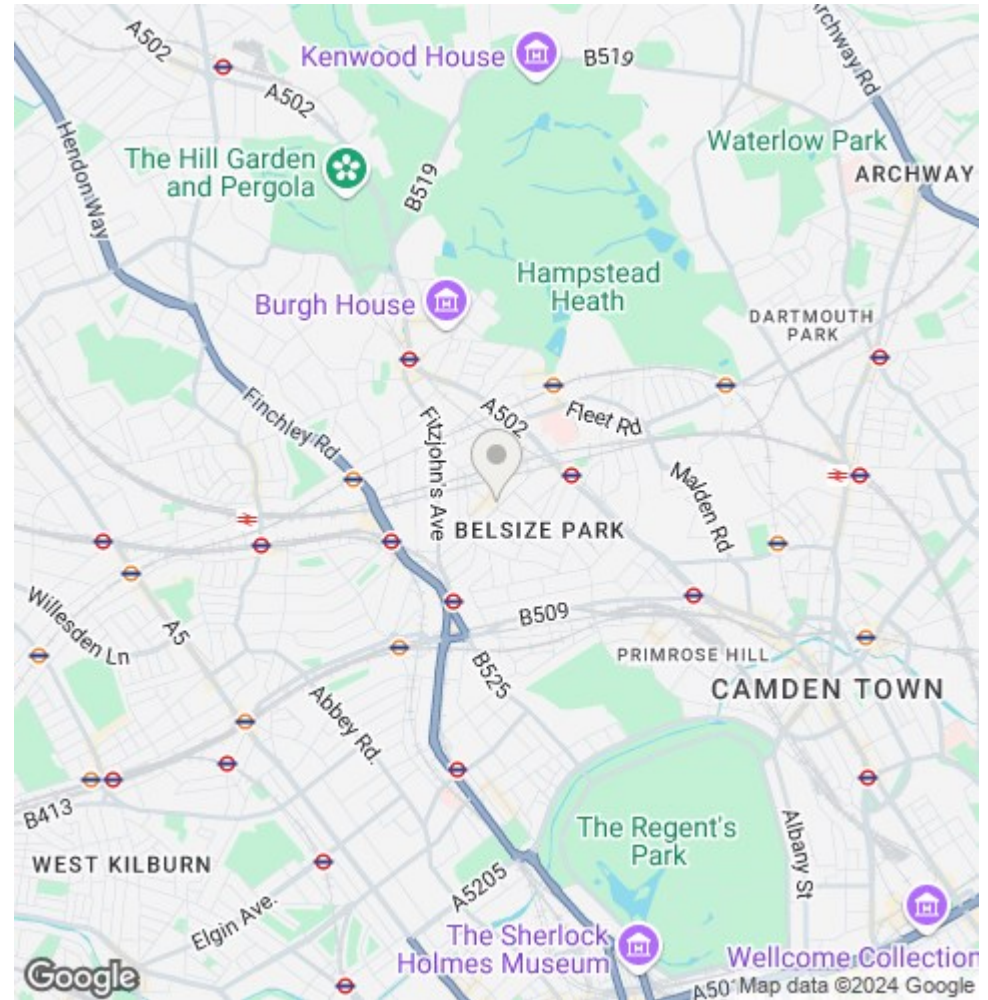 A502
Kenwood House
B519
Archway Rd
A502
Hendon Way
The Hill Garden
and Pergola
B519
Waterlow Park
ARCHWAY
Hampstead
Heath
Burgh House
DARTMOUTH
PARK
Finchley Rd
Fitzjohn's Ave
A502
Fleet Rd
Malden Rd
BELSIZE PARK
Willesden Ln
A5
B509
B525
PRIMROSE HILL
CAMDEN TOWN
Abbey Rd.
B413
WEST KILBURN
The Regent's
Park
Albany St
A5205
Elgin Ave.
The Sherlock
Holmes Museum
Wellcome Collection
A501
Google
Map data ©2024 Google